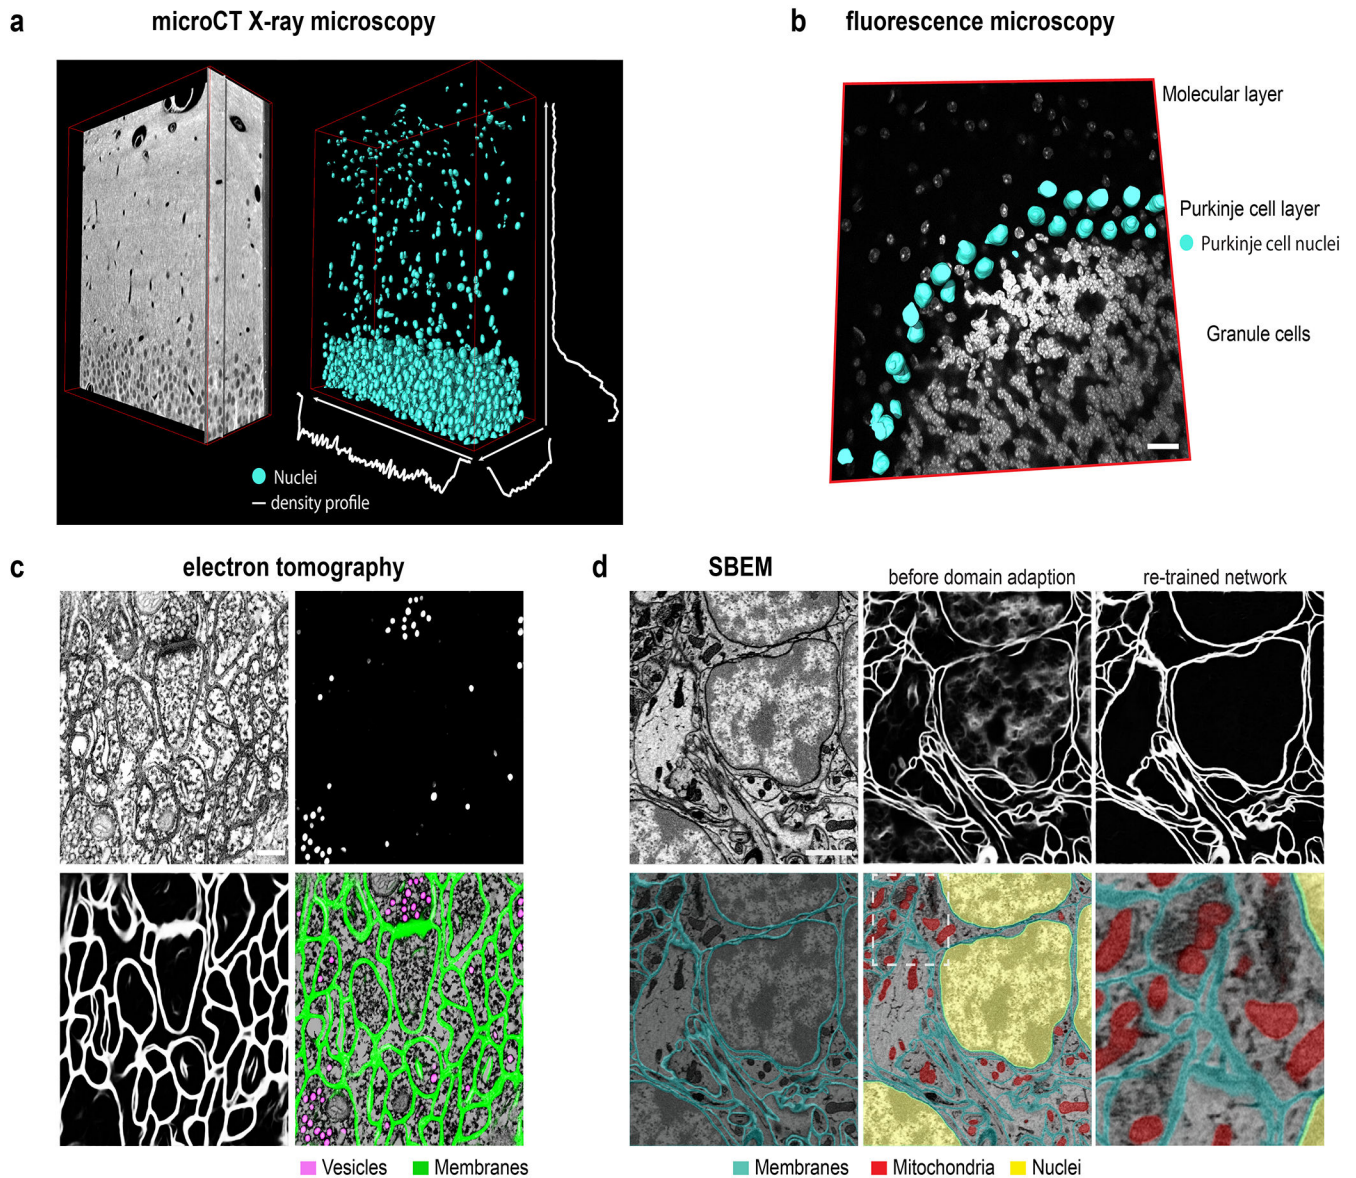 a
microCT X-ray microscopy
Nuclei
density profile
b
fluorescence microscopy
Molecular layer
Purkinje cell layer
Purkinje cell nuclei
Granule cells
c
electron tomography
Vesicles
Membranes
d
SBEM
before domain adaption
re-trained network
Membranes
Mitochondria
Nuclei